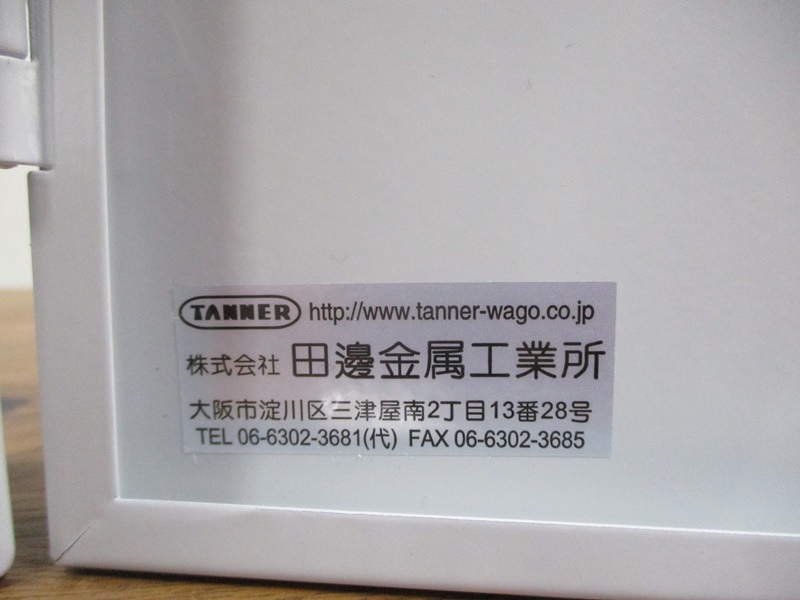 TANNER http://www.tanner-wago.co.jp
株式会社 田邊金属工業所
大阪市淀川区三津屋南2丁目13番28号
TEL 06-6302-3681(代) FAX 06-6302-3685